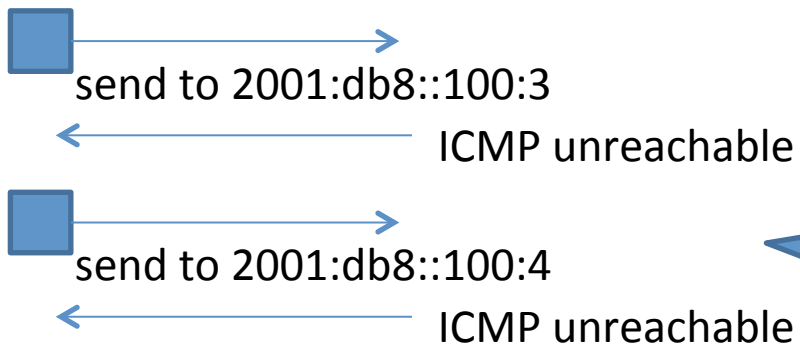 send to 2001:db8::100:3
ICMP unreachable
send to 2001:db8::100:4
ICMP unreachable